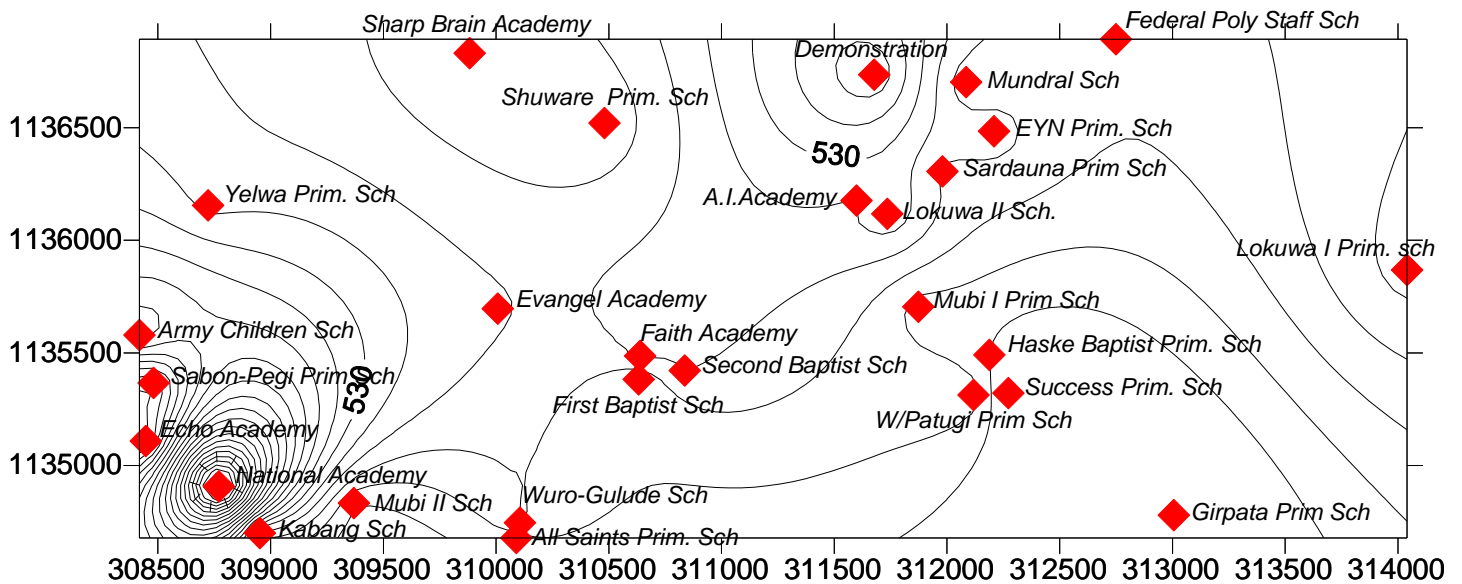 Federal Poly Staff Sch
Sharp Brain Academy
Demonstration
Mundral Sch
Shuware Prim. Sch
1136500
EYN Prim. Sch
530
Sardauna Prim Sch
Yelwa Prim. Sch
A.I.Academy
Lokuwa II Sch.
1136000
Lokuwa I Prim. sch
Evangel Academy
Mubi I Prim Sch
Army Children Sch
Faith Academy
Haske Baptist Prim. Sch
1135500
Second Baptist Sch
Sabon-Pegi Prim Sch
530
Success Prim. Sch
First Baptist Sch
W/Patugi Prim Sch
Echo Academy
1135000
National Academy
Mubi II Sch
Wuro-Gulude Sch
Girpata Prim Sch
Kabang Sch
All Saints Prim. Sch
308500 309000 309500 310000 310500 311000 311500 312000 312500 313000 313500 314000